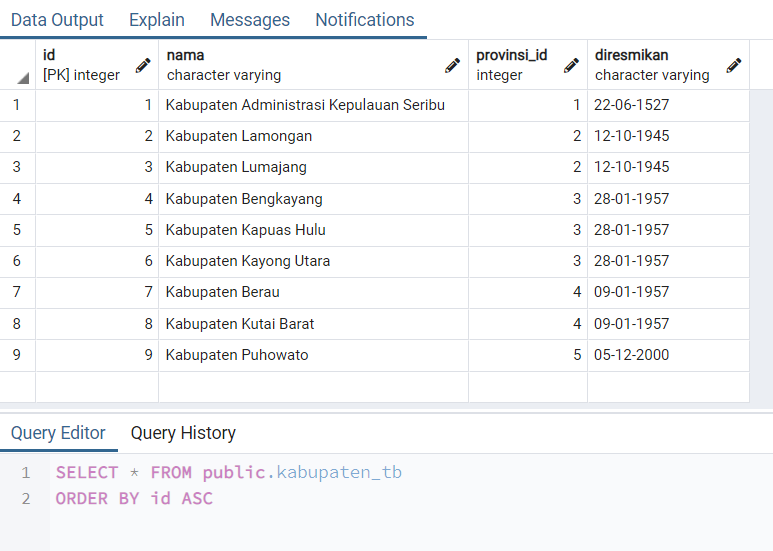 Data Output Explain Messages Notifications
id nama provinsi_id diresmikan
[PK] integer character varying integer character varying
1 1 Kabupaten Administrasi Kepulauan Seribu 1 22-06-1527
2 2 Kabupaten Lamongan 2 12-10-1945
3 3 Kabupaten Lumajang 2 12-10-1945
4 4 Kabupaten Bengkayang 3 28-01-1957
5 5 Kabupaten Kapuas Hulu 3 28-01-1957
6 6 Kabupaten Kayong Utara 3 28-01-1957
7 7 Kabupaten Berau 4 09-01-1957
8 8 Kabupaten Kutai Barat 4 09-01-1957
9 9 Kabupaten Puhowato 5 05-12-2000
Query Editor Query History
1 SELECT * FROM public.kabupaten_tb
2 ORDER BY id ASC